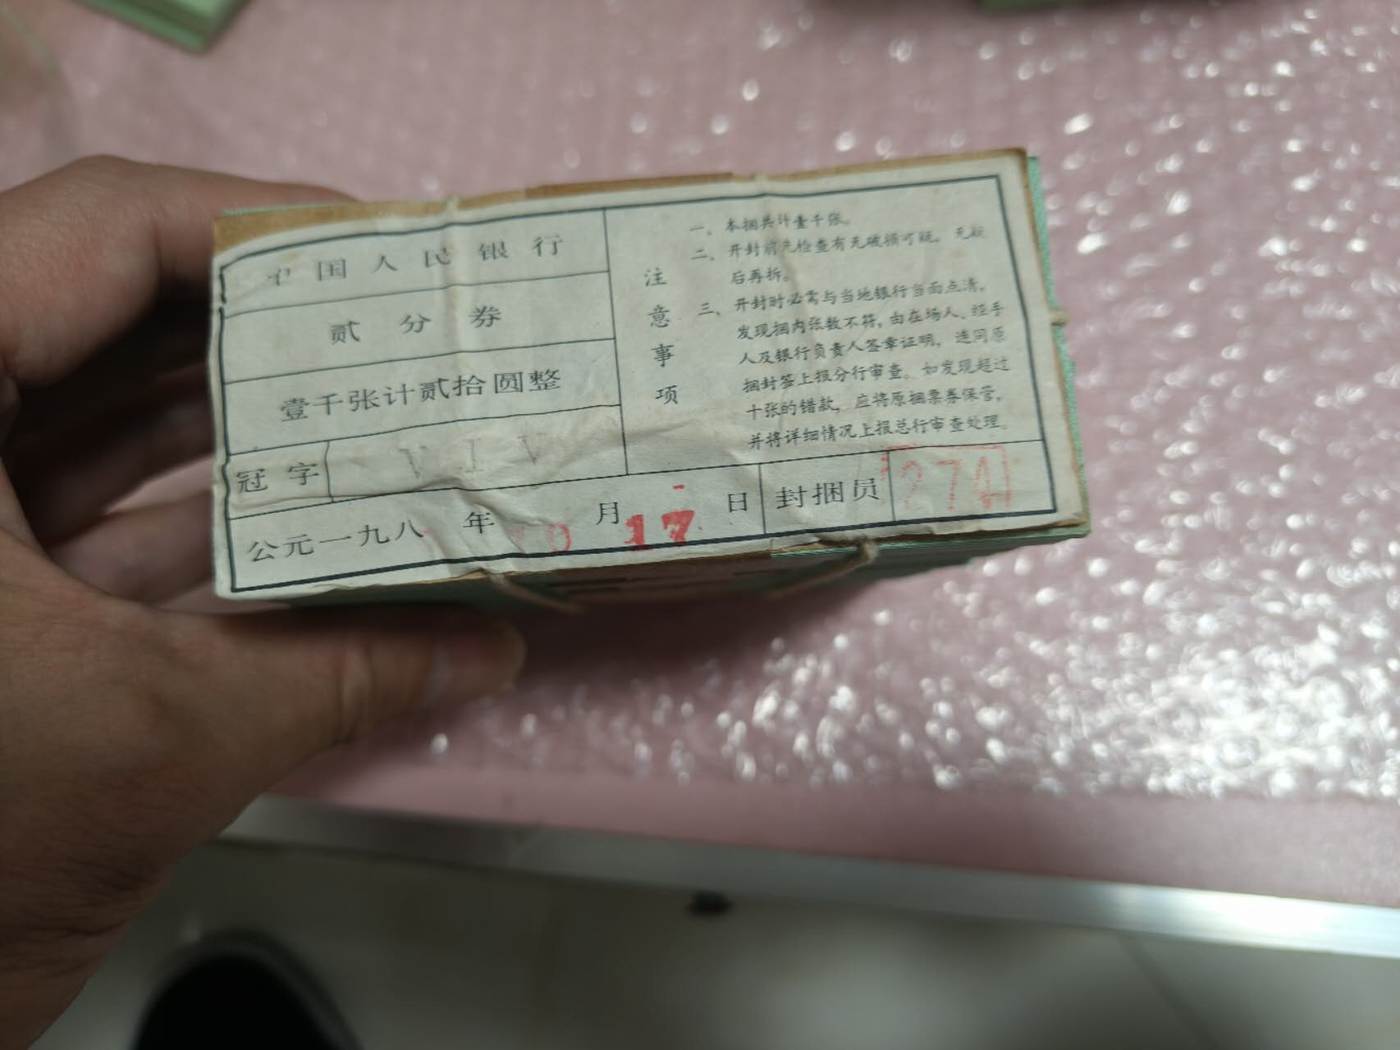 中国人民银行
贰分券
壹千张计贰拾圆整
冠字 VIV
公元一九八 年 月 17 日
注意事项
一、本捆共计壹千张。
二、开封前先检查有无破损可疑，无疑
后再拆。
三、开封时必需与当地银行当面点清，
发现捆内张数不符，由在场人、经手
人及银行负责人签章证明，连同原
捆封签上报分行审查。如发现超过
十张的错款，应将原捆票券保管，
并将详细情况上报总行审查处理。
封捆员 274